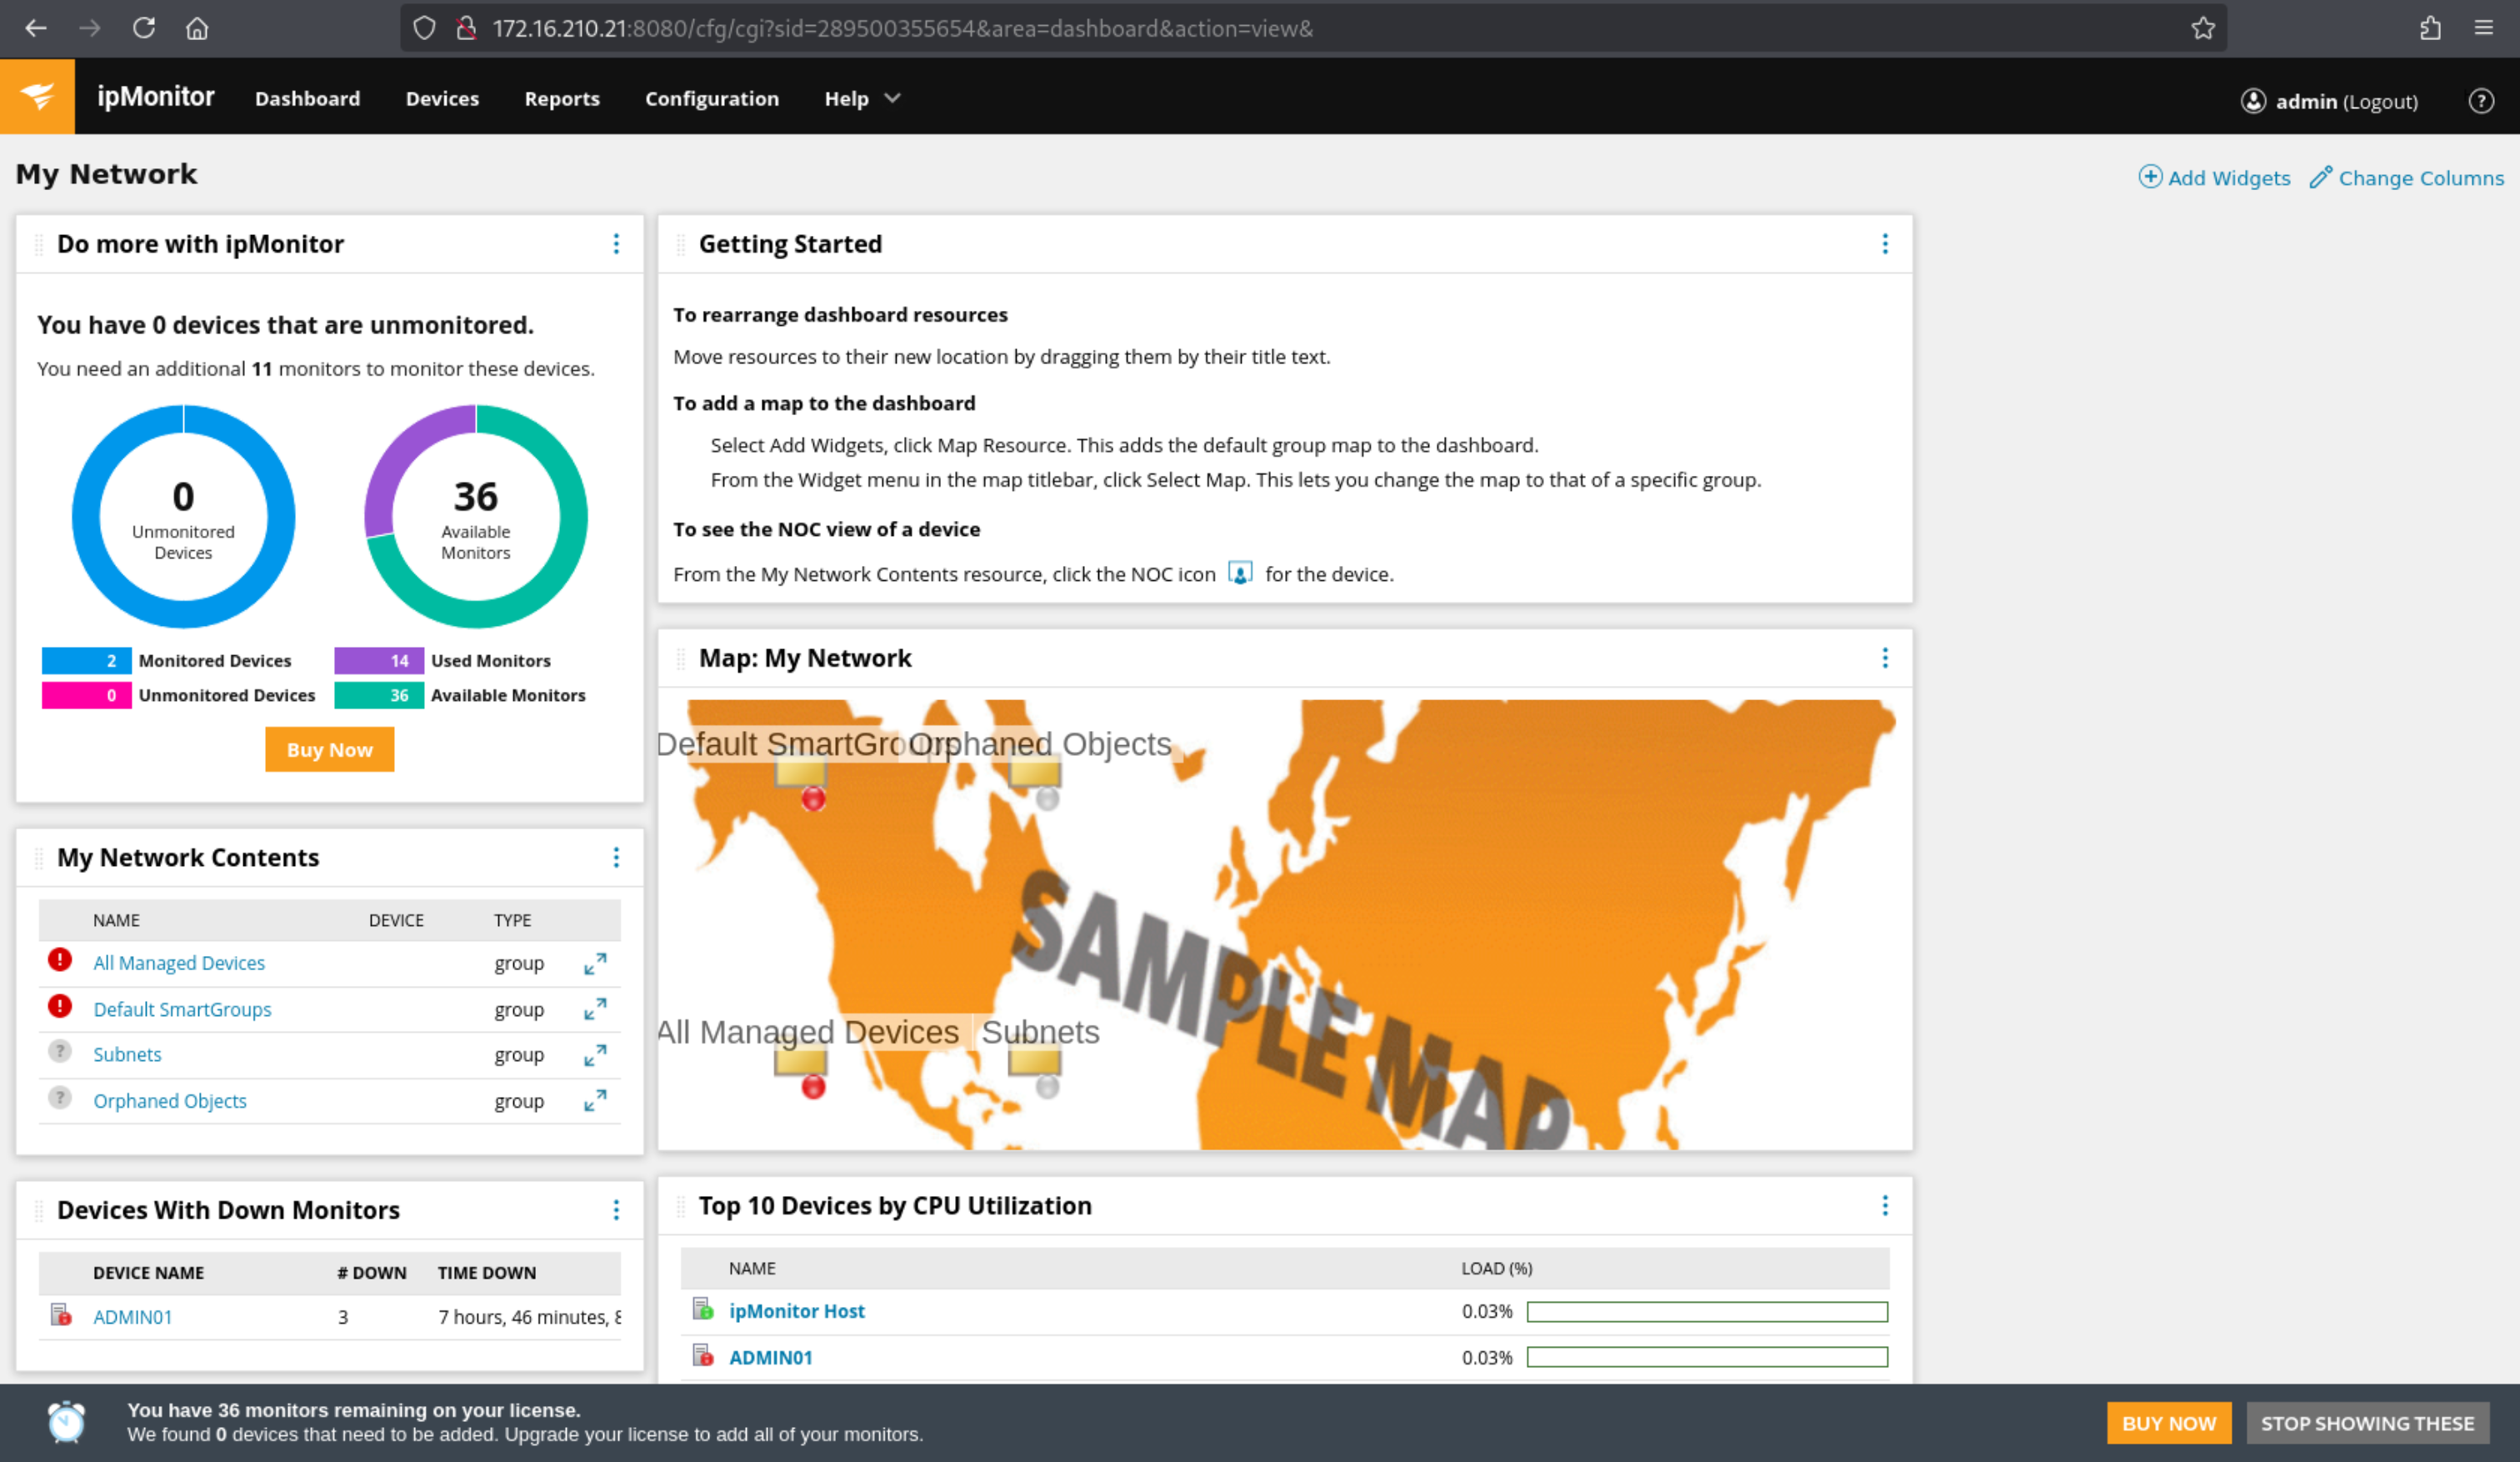 172.16.210.21:8080/cfg/cgi?sid=289500355654&area=dashboard&action=view&
ipMonitor Dashboard Devices Reports Configuration Help admin (Logout) ?
My Network
Add Widgets Change Columns
Do more with ipMonitor
You have 0 devices that are unmonitored.
You need an additional 11 monitors to monitor these devices.
0
Unmonitored
Devices
36
Available
Monitors
2 Monitored Devices
0 Unmonitored Devices
14 Used Monitors
36 Available Monitors
Buy Now
My Network Contents
NAME DEVICE TYPE
! All Managed Devices group
! Default SmartGroups group
? Subnets group
? Orphaned Objects group
Devices With Down Monitors
DEVICE NAME # DOWN TIME DOWN
ADMIN01 3 7 hours, 46 minutes, 8
Getting Started
To rearrange dashboard resources
Move resources to their new location by dragging them by their title text.
To add a map to the dashboard
Select Add Widgets, click Map Resource. This adds the default group map to the dashboard.
From the Widget menu in the map titlebar, click Select Map. This lets you change the map to that of a specific group.
To see the NOC view of a device
From the My Network Contents resource, click the NOC icon for the device.
Map: My Network
Default SmartGroups Orphaned Objects
SAMPLE MAP
All Managed Devices Subnets
Top 10 Devices by CPU Utilization
NAME LOAD (%)
ipMonitor Host 0.03%
ADMIN01 0.03%
You have 36 monitors remaining on your license.
We found 0 devices that need to be added. Upgrade your license to add all of your monitors.
BUY NOW STOP SHOWING THESE